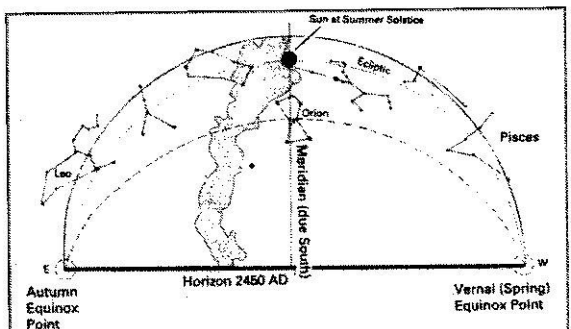 Sun at Summer Solstice
Ecliptic
Orion
Pisces
Leo
Meridian (due South)
E
W
Horizon 2450 AD
Autumn
Equinox
Point
Vernal (Spring)
Equinox Point